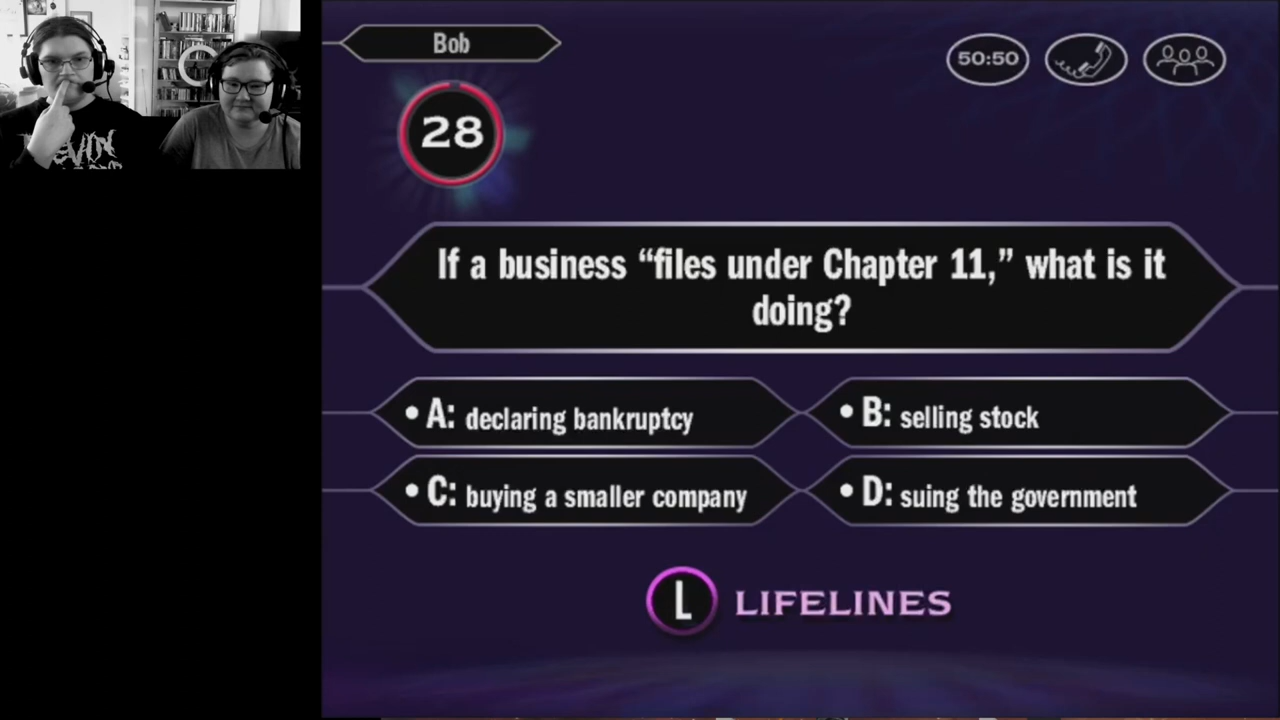 Bob
50:50
28
If a business “files under Chapter 11,” what is it
doing?
• A: declaring bankruptcy
• B: selling stock
• C: buying a smaller company
• D: suing the government
L LIFELINES